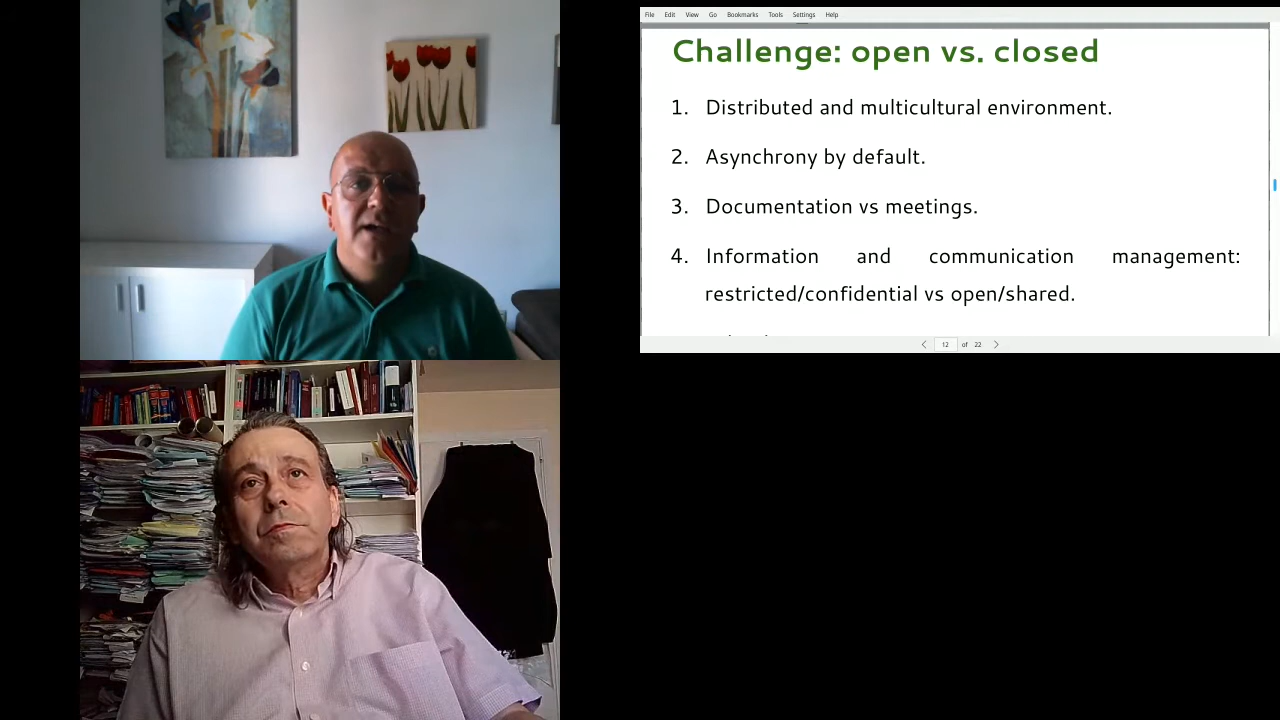 File Edit View Go Bookmarks Tools Settings Help
Challenge: open vs. closed
1. Distributed and multicultural environment.
2. Asynchrony by default.
3. Documentation vs meetings.
4. Information and communication management:
restricted/confidential vs open/shared.
12 of 22